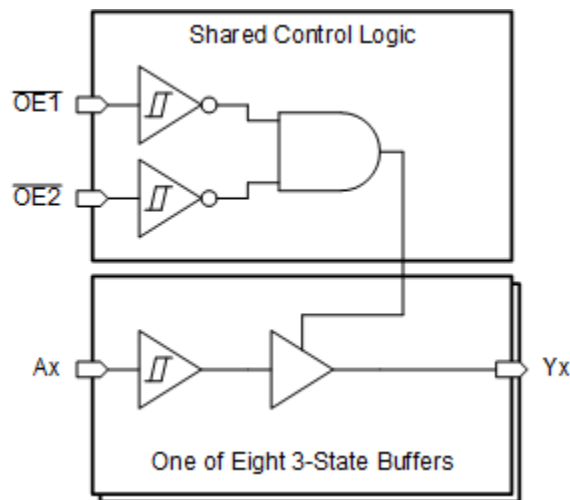 Shared Control Logic
OE1
OE2
Ax
Yx
One of Eight 3-State Buffers